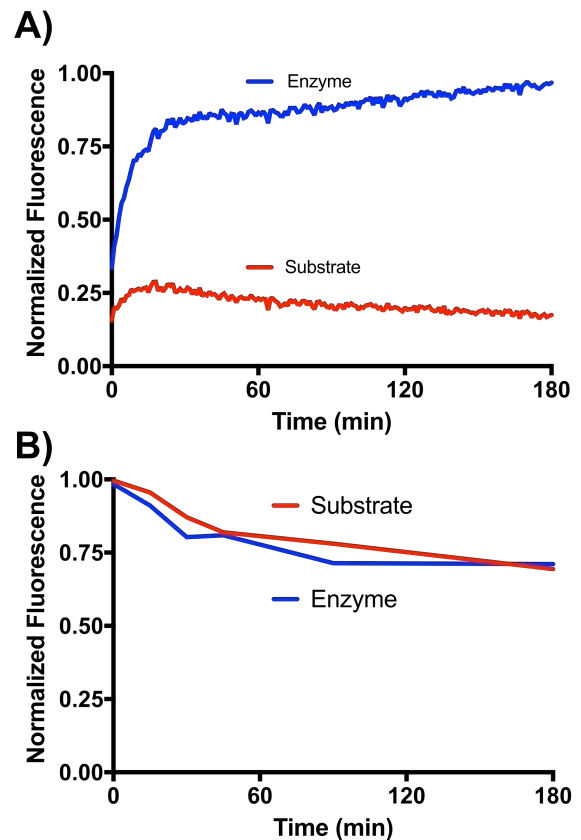 A)
Normalized Fluorescence
1.00
0.75
0.50
0.25
0.00
Enzyme
Substrate
0
60
120
180
Time (min)
B)
Normalized Fluorescence
1.00
0.75
0.50
0.25
0.00
Substrate
Enzyme
0
60
120
180
Time (min)